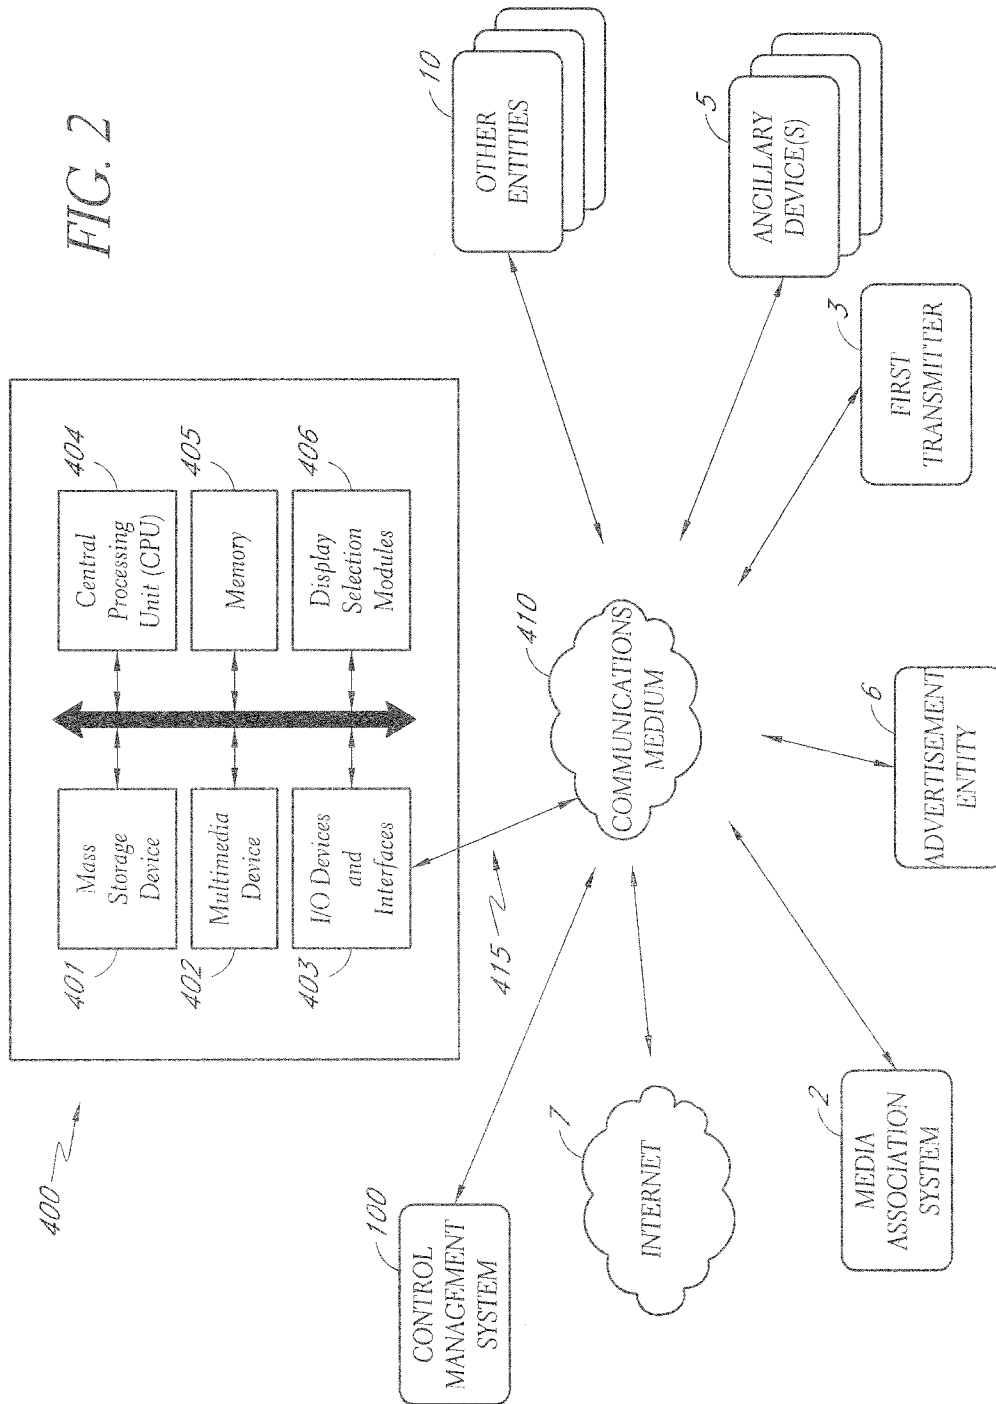 FIG. 2
400
401
Mass
Storage
Device
402
Multimedia
Device
403
I/O Devices
and
Interfaces
404
Central
Processing
Unit (CPU)
405
Memory
406
Display
Selection
Modules
415
410
COMMUNICATIONS
MEDIUM
100
CONTROL
MANAGEMENT
SYSTEM
7
INTERNET
2
MEDIA
ASSOCIATION
SYSTEM
6
ADVERTISEMENT
ENTITY
3
FIRST
TRANSMITTER
5
ANCILLARY
DEVICE(S)
10
OTHER
ENTITIES